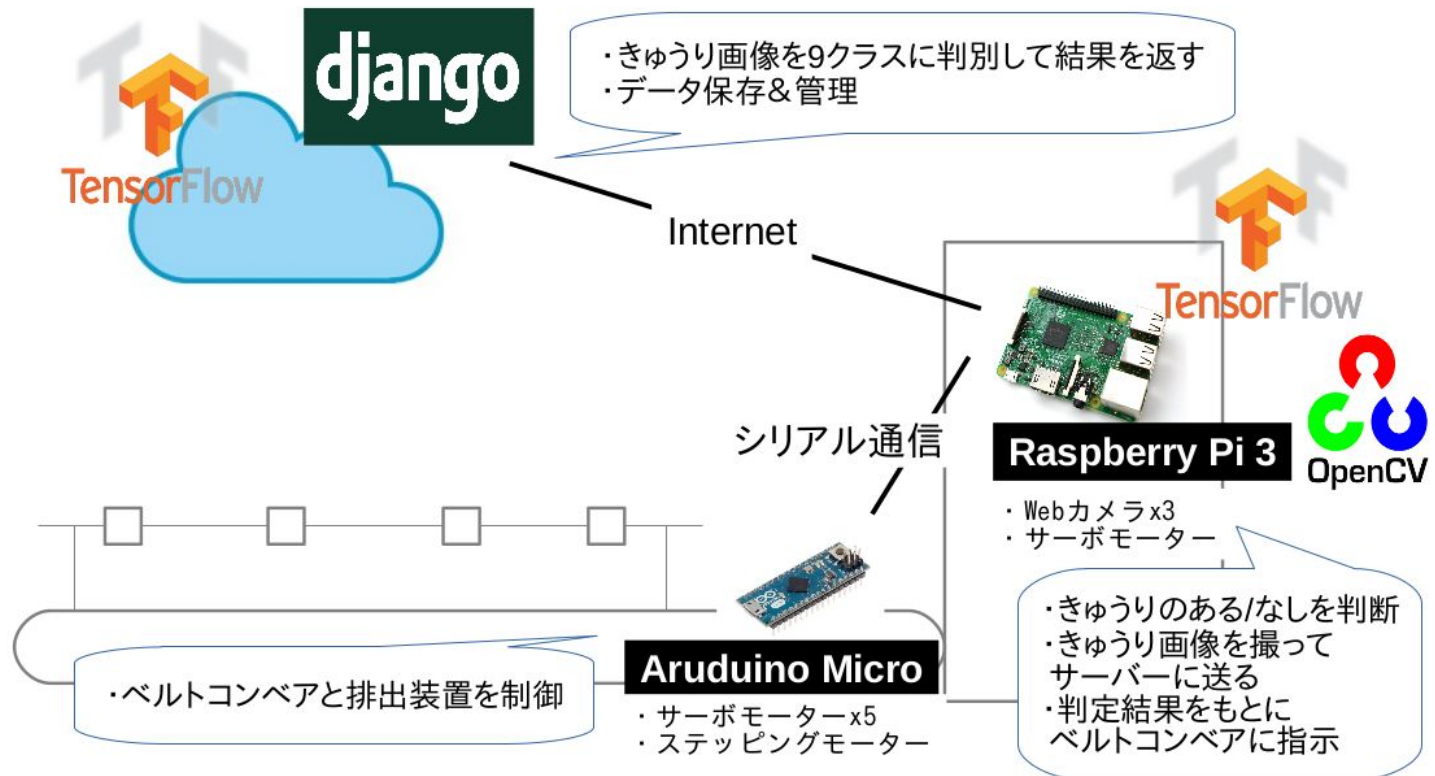 TensorFlow
django
・きゅうり画像を9クラスに判別して結果を返す
・データ保存&管理
Internet
TensorFlow
OpenCV
シリアル通信
Raspberry Pi 3
・Webカメラx3
・サーボモーター
・きゅうりのある/なしを判断
・きゅうり画像を撮って
サーバーに送る
・判定結果をもとに
ベルトコンベアに指示
Aruduino Micro
・サーボモーターx5
・ステッピングモーター
・ベルトコンベアと排出装置を制御